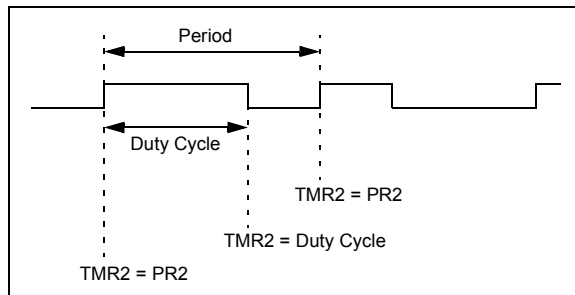 Period
Duty Cycle
TMR2 = PR2
TMR2 = Duty Cycle
TMR2 = PR2